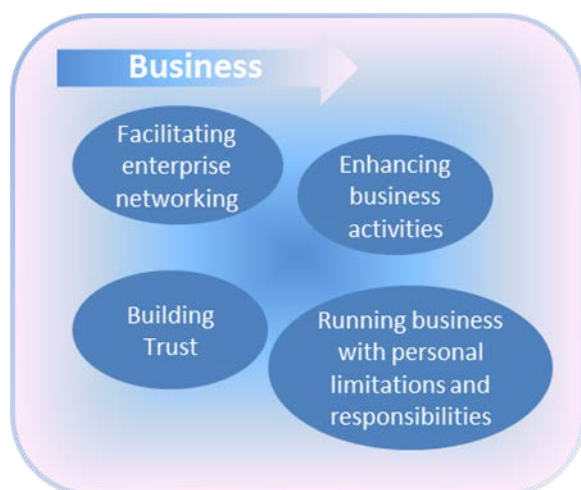 Business
Facilitating
enterprise
networking
Enhancing
business
activities
Building
Trust
Running business
with personal
limitations and
responsibilities